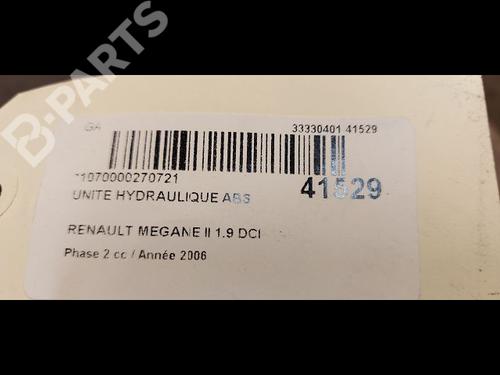 B-PARTS
GA
33330401 41529
*1070000270721
41529
UNITE HYDRAULIQUE ABS
RENAULT MEGANE II 1.9 DCI
Phase 2 cc / Année 2006